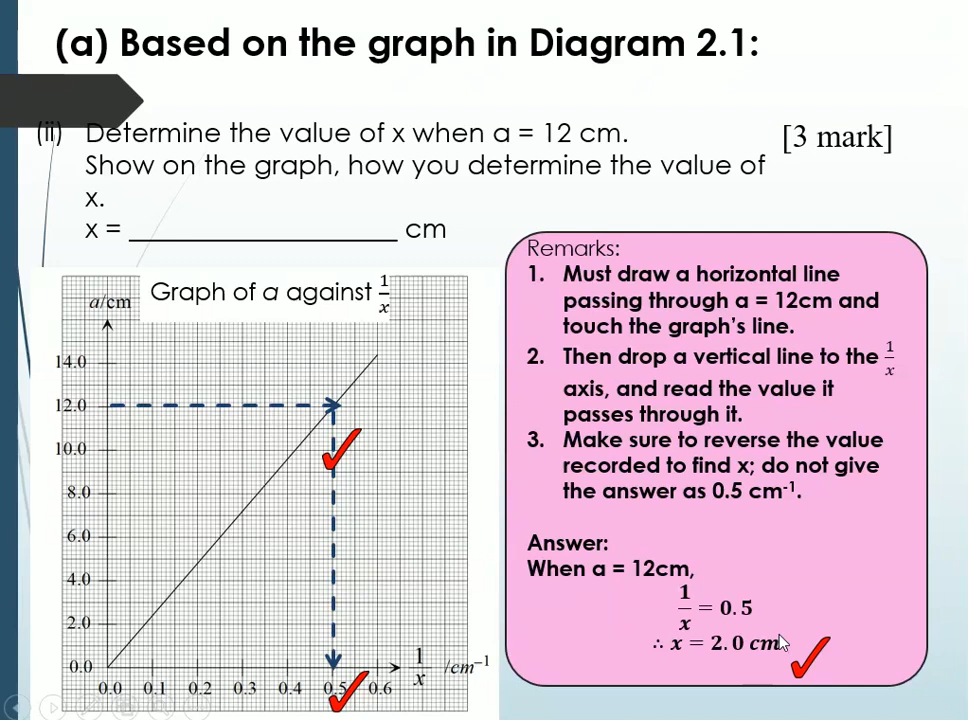 (a) Based on the graph in Diagram 2.1:
(ii) Determine the value of x when a = 12 cm. [3 mark]
Show on the graph, how you determine the value of
x.
x = ____________________ cm
Graph of a against 1/x
a/cm
14.0
12.0
10.0
8.0
6.0
4.0
2.0
0.0
0.0 0.1 0.2 0.3 0.4 0.5 0.6
1/x /cm⁻¹
Remarks:
1. Must draw a horizontal line
passing through a = 12cm and
touch the graph's line.
2. Then drop a vertical line to the 1/x
axis, and read the value it
passes through it.
3. Make sure to reverse the value
recorded to find x; do not give
the answer as 0.5 cm⁻¹.
Answer:
When a = 12cm,
1/x = 0.5
∴ x = 2.0 cm